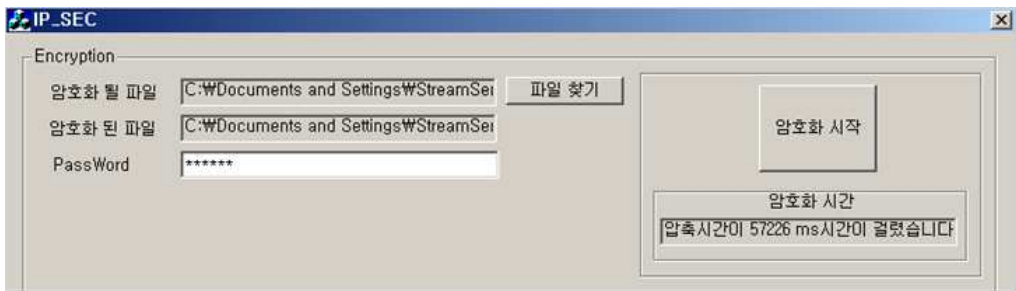 IP_SEC
Encryption
암호화 될 파일 C:₩Documents and Settings₩StreamSer 파일 찾기
암호화 된 파일 C:₩Documents and Settings₩StreamSer
PassWord ******
암호화 시작
암호화 시간
압축시간이 57226 ms시간이 걸렸습니다